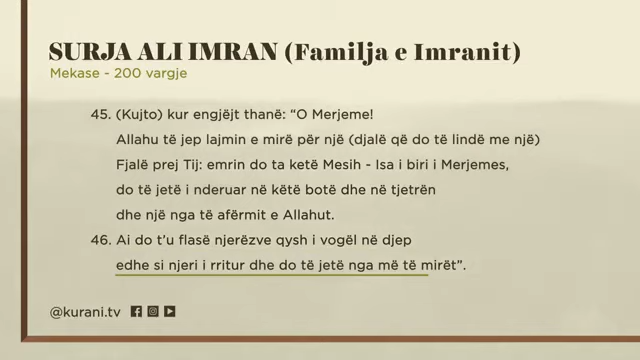 SURJA ALI IMRAN (Familja e Imranit)
Mekase - 200 vargje
45. (Kujto) kur engjëjt thanë: “O Merjeme!
Allahu të jep lajmin e mirë për një (djalë që do të lindë me një)
Fjalë prej Tij: emrin do ta ketë Mesih - Isa i biri i Merjemes,
do të jetë i nderuar në këtë botë dhe në tjetrën
dhe një nga të afërmit e Allahut.
46. Ai do t’u flasë njerëzve qysh i vogël në djep
edhe si njeri i rritur dhe do të jetë nga më të mirët”.
@kurani.tv